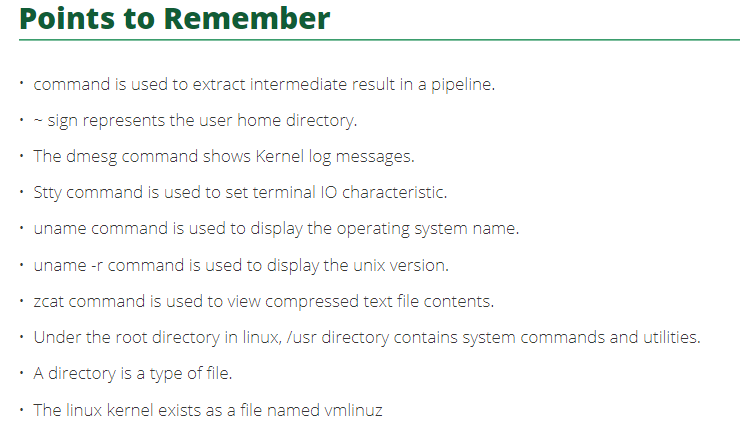 Points to Remember
• command is used to extract intermediate result in a pipeline.
• ~ sign represents the user home directory.
• The dmesg command shows Kernel log messages.
• Stty command is used to set terminal IO characteristic.
• uname command is used to display the operating system name.
• uname -r command is used to display the unix version.
• zcat command is used to view compressed text file contents.
• Under the root directory in linux, /usr directory contains system commands and utilities.
• A directory is a type of file.
• The linux kernel exists as a file named vmlinuz